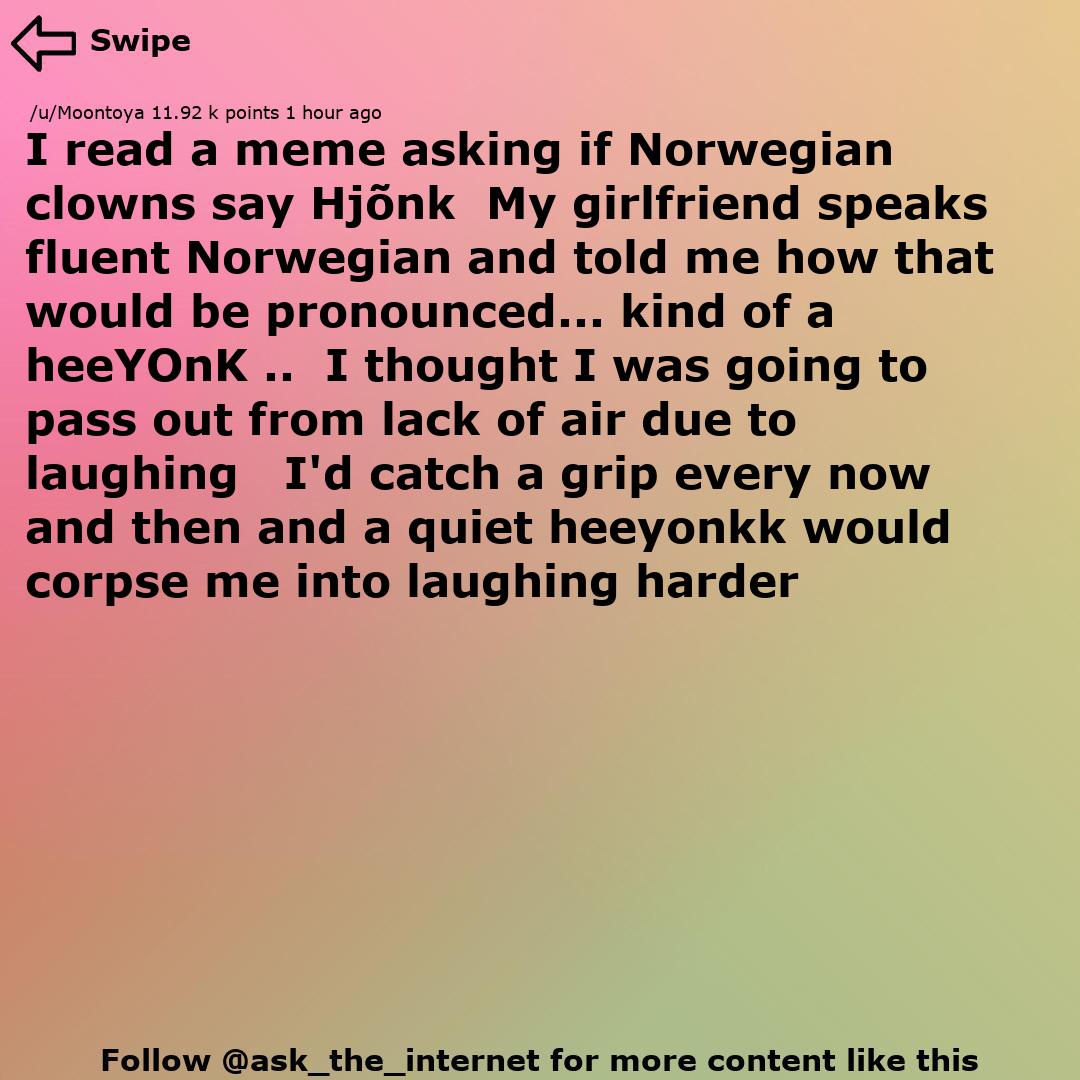 Swipe
/u/Moontoya 11.92 k points 1 hour ago
I read a meme asking if Norwegian
clowns say Hjõnk  My girlfriend speaks
fluent Norwegian and told me how that
would be pronounced... kind of a
heeYOnK ..  I thought I was going to
pass out from lack of air due to
laughing   I'd catch a grip every now
and then and a quiet heeyonkk would
corpse me into laughing harder
Follow @ask_the_internet for more content like this